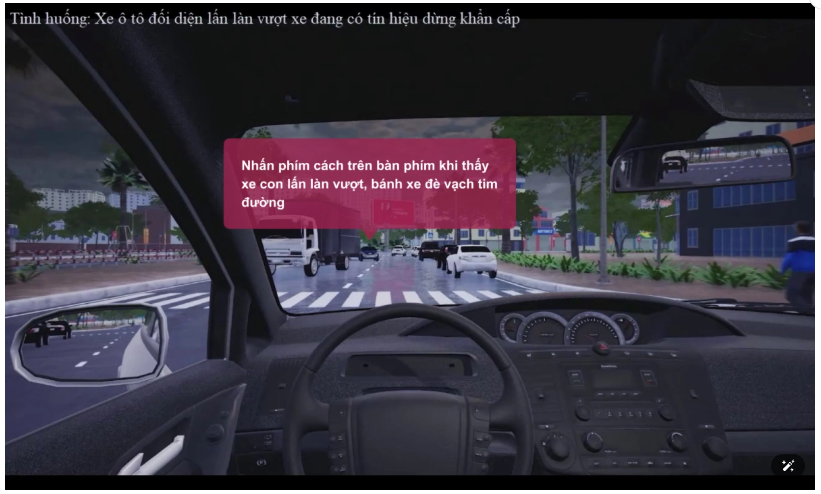 Tình huống: Xe ô tô đối diện lấn làn vượt xe đang có tín hiệu dừng khẩn cấp
Nhấn phím cách trên bàn phím khi thấy
xe con lấn làn vượt, bánh xe đè vạch tim
đường